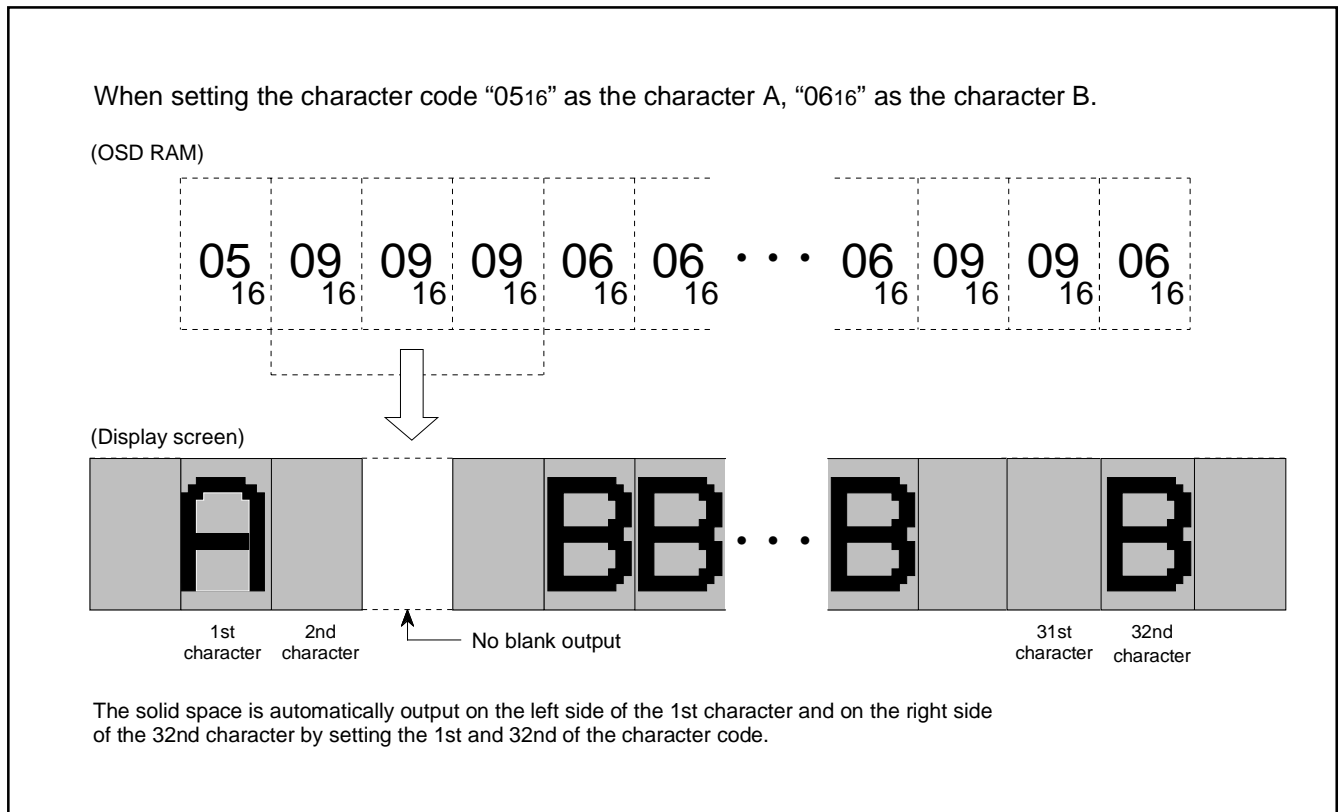 When setting the character code “0516” as the character A, “0616” as the character B.
(OSD RAM)
0516 0916 0916 0916 0616 0616 • • • 0616 0916 0916 0616
(Display screen)
A BB • • • B B
1st character 2nd character No blank output 31st character 32nd character
The solid space is automatically output on the left side of the 1st character and on the right side
of the 32nd character by setting the 1st and 32nd of the character code.